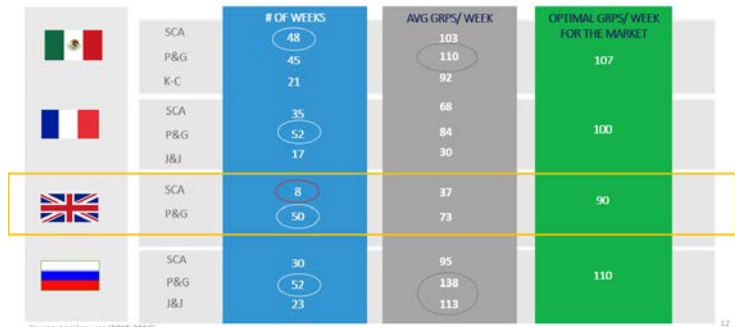 # OF WEEKS AVG GRPS/ WEEK OPTIMAL GRPS/ WEEK
FOR THE MARKET
SCA 48 103
P&G 45 110 107
K-C 21 92
SCA 35 68
P&G 52 84 100
J&J 17 30
SCA 8 37 90
P&G 50 73
SCA 30 95
P&G 52 138 110
J&J 23 113
12